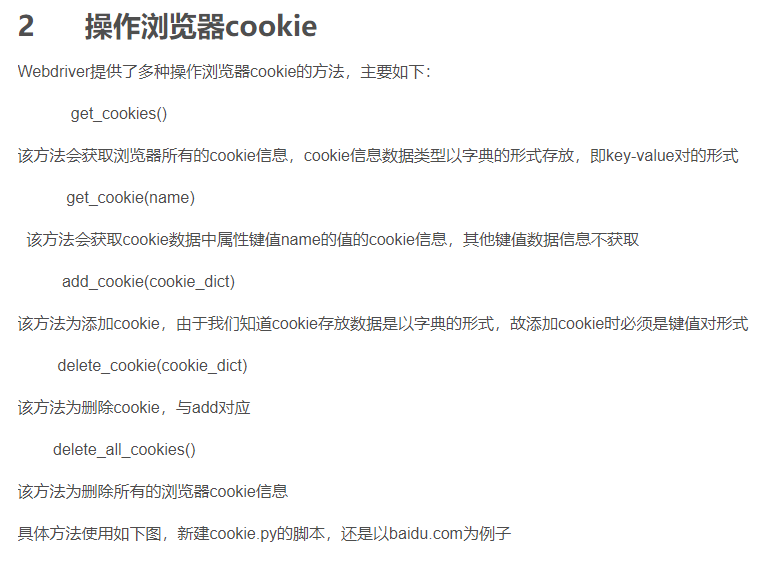 2 操作浏览器cookie
Webdriver提供了多种操作浏览器cookie的方法，主要如下：
get_cookies()
该方法会获取浏览器所有的cookie信息，cookie信息数据类型以字典的形式存放，即key-value对的形式
get_cookie(name)
该方法会获取cookie数据中属性键值name的值的cookie信息，其他键值数据信息不获取
add_cookie(cookie_dict)
该方法为添加cookie，由于我们知道cookie存放数据是以字典的形式，故添加cookie时必须是键值对形式
delete_cookie(cookie_dict)
该方法为删除cookie，与add对应
delete_all_cookies()
该方法为删除所有的浏览器cookie信息
具体方法使用如下图，新建cookie.py的脚本，还是以baidu.com为例子